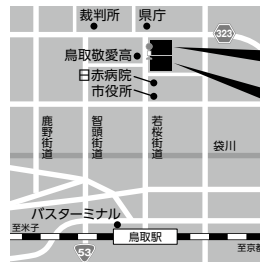 裁判所
県庁
323
鳥取敬愛高
日赤病院
市役所
鹿野街道
智頭街道
若桜街道
袋川
バスターミナル
至米子
鳥取駅
至京都
53